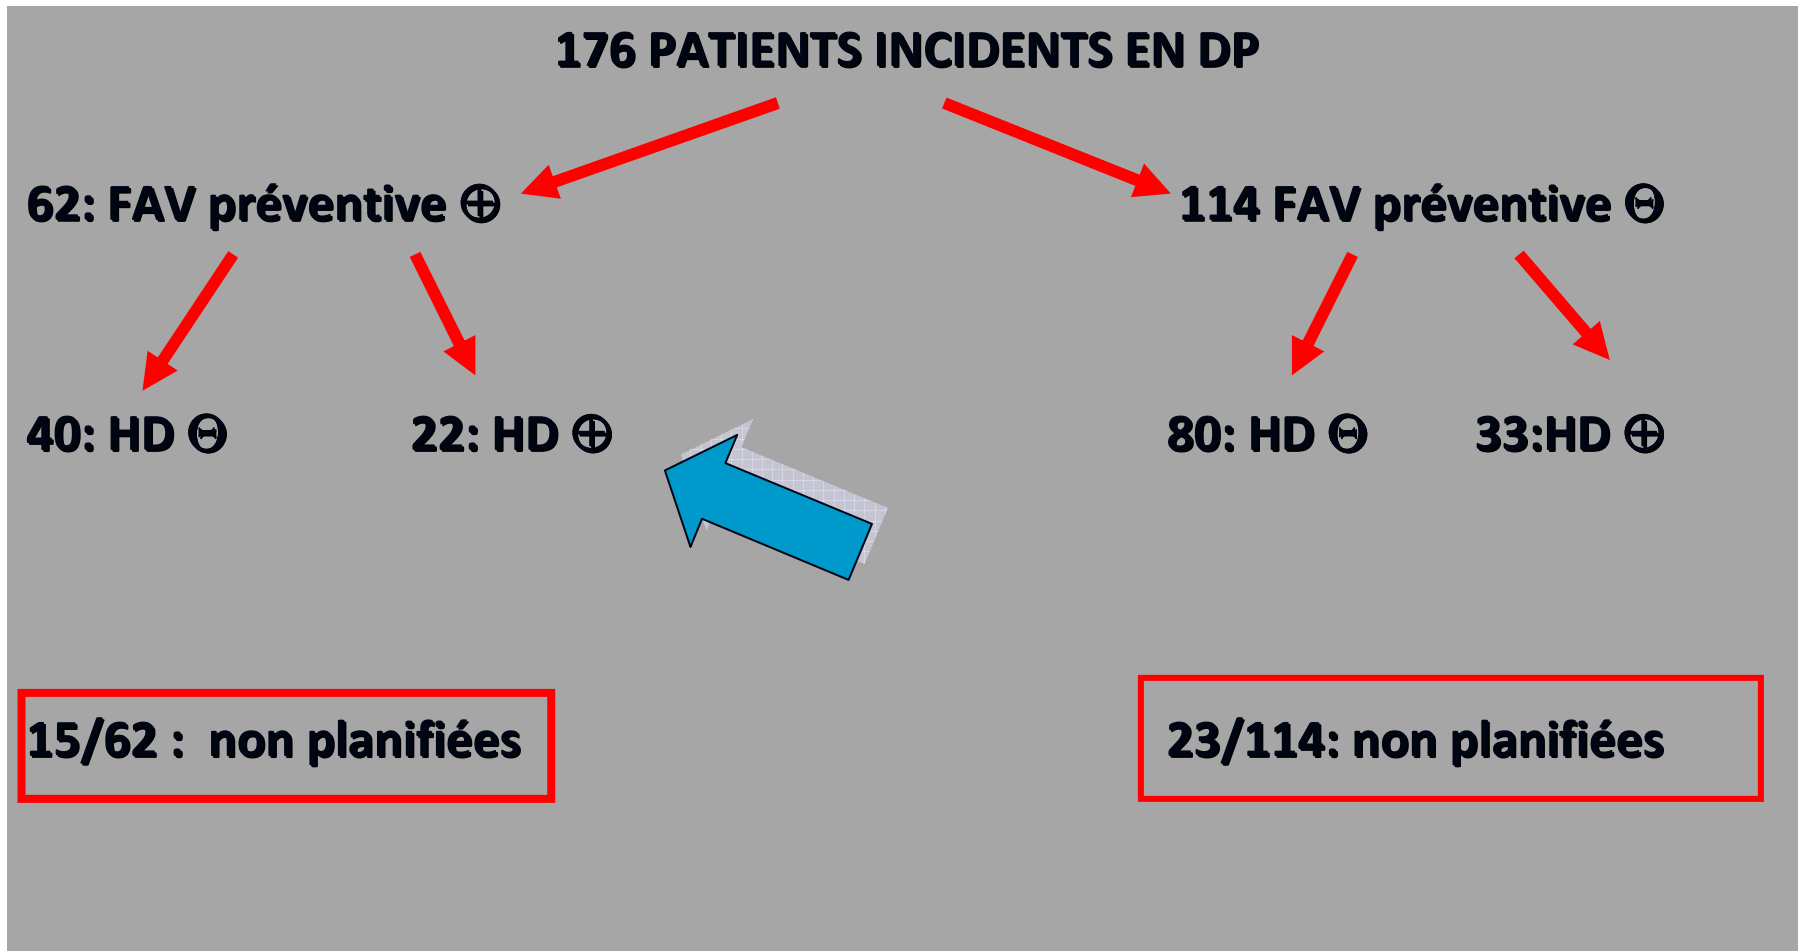 176 PATIENTS INCIDENTS EN DP
62: FAV préventive ⊕
114 FAV préventive Θ
40: HD Θ
22: HD ⊕
80: HD Θ
33:HD ⊕
15/62 : non planifiées
23/114: non planifiées